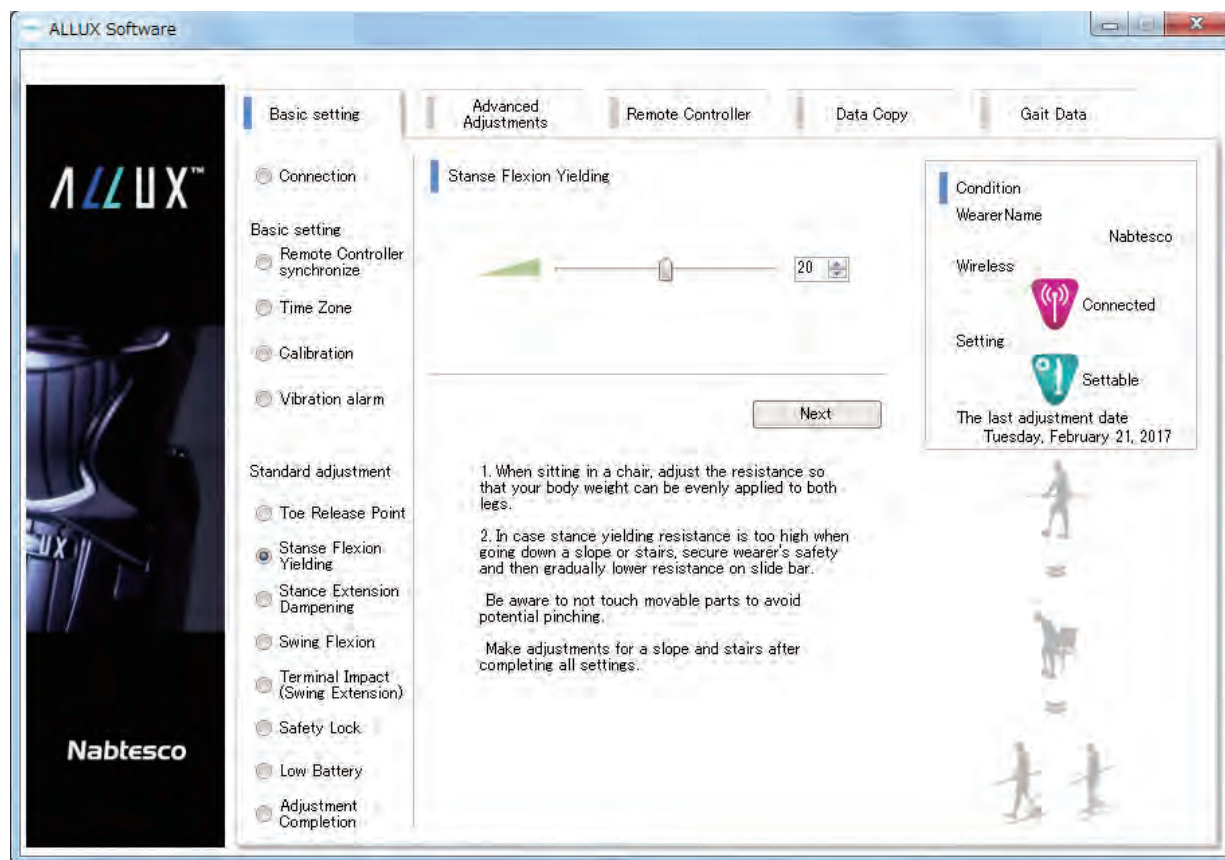 ALLUX Software
Basic setting
Advanced
Adjustments
Remote Controller
Data Copy
Gait Data
ALLUX™
UX
Nabtesco
Connection
Basic setting
Remote Controller
synchronize
Time Zone
Calibration
Vibration alarm
Standard adjustment
Toe Release Point
Stanse Flexion
Yielding
Stance Extension
Dampening
Swing Flexion
Terminal Impact
(Swing Extension)
Safety Lock
Low Battery
Adjustment
Completion
Stanse Flexion Yielding
20
Next
1. When sitting in a chair, adjust the resistance so
that your body weight can be evenly applied to both
legs.
2. In case stance yielding resistance is too high when
going down a slope or stairs, secure wearer's safety
and then gradually lower resistance on slide bar.
Be aware to not touch movable parts to avoid
potential pinching.
Make adjustments for a slope and stairs after
completing all settings.
Condition
WearerName
Nabtesco
Wireless
Connected
Setting
Settable
The last adjustment date
Tuesday, February 21, 2017